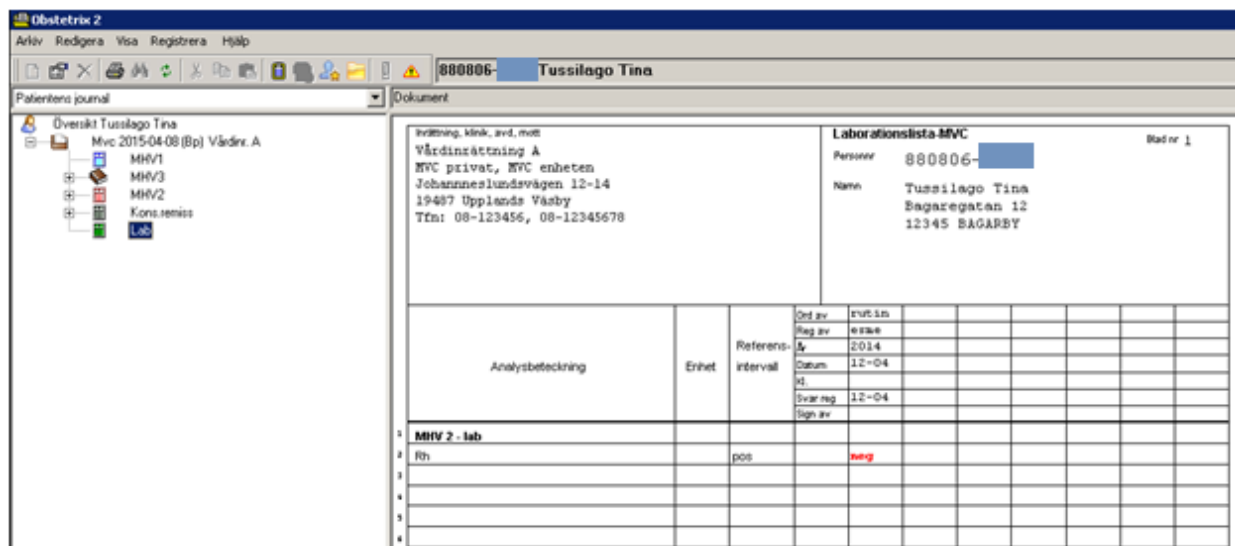 Obstetrix 2
Arkiv Redigera Visa Registrera Hjälp
880806- Tussilago Tina
Patientens journal
Dokument
Översikt Tussilago Tina
Mvc 2015-04-08 (Bp) Vårdinr. A
MHV1
MHV3
MHV2
Kons.remiss
Lab
Inrättning, klinik, avd, mott
Vårdinrättning A
MVC privat, MVC enheten
Johannneslundsvägen 12-14
19487 Upplands Väsby
Tfn: 08-123456, 08-12345678
Laborationslista-MVC
Blad nr 1
Personnr 880806-
Namn Tussilago Tina
Bagaregatan 12
12345 BAGARBY
Analysbeteckning
Enhet
Referens-
intervall
Ord av rutin
Reg av esme
År 2014
Datum 12-04
Kl.
Svar reg 12-04
Sign av
1 MHV 2 - lab
2 Rh pos neg
3
4
5
6